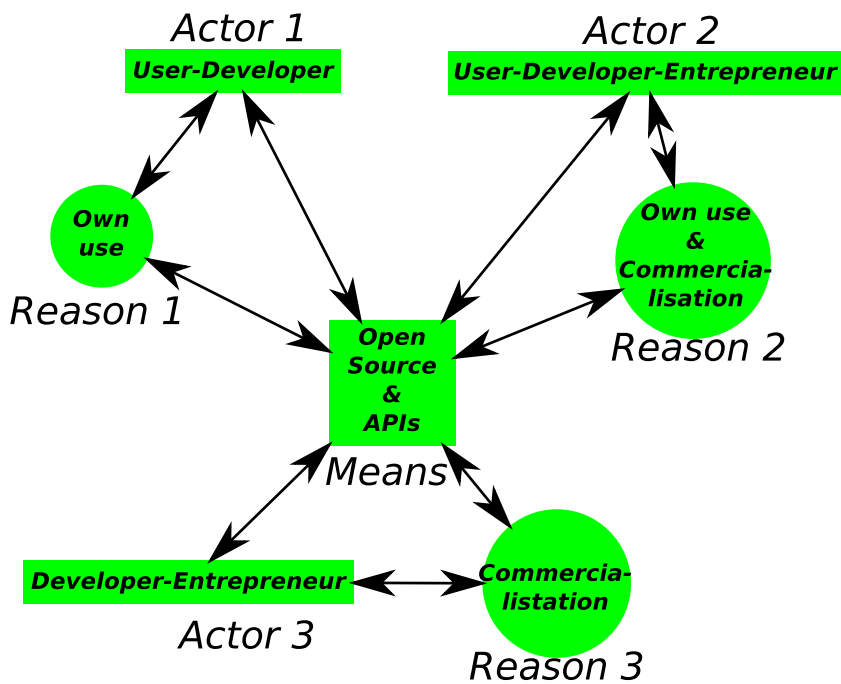 Actor 1
User-Developer
Actor 2
User-Developer-Entrepreneur
Own
use
Reason 1
Own use
&
Commercia-
lisation
Reason 2
Open
Source
&
APIs
Means
Developer-Entrepreneur
Actor 3
Commercia-
listation
Reason 3